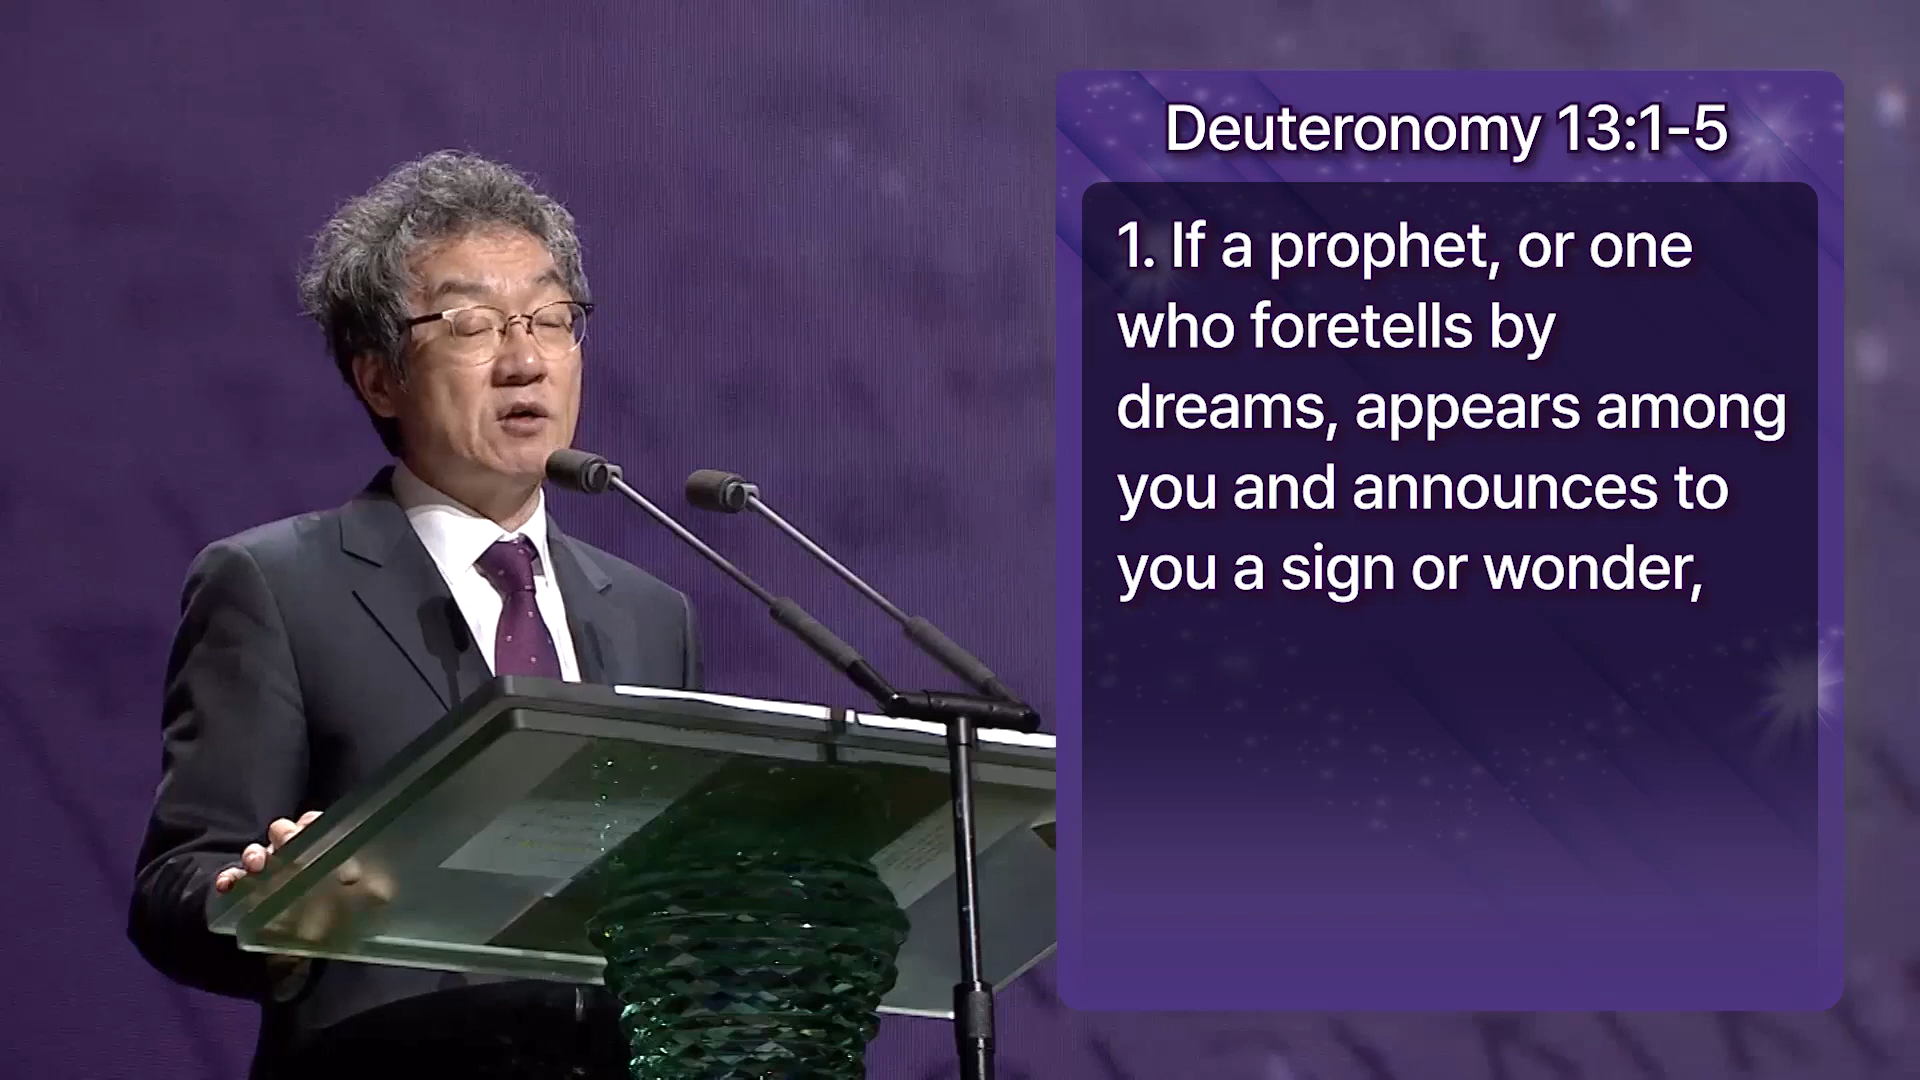 Deuteronomy 13:1-5
1. If a prophet, or one
who foretells by
dreams, appears among
you and announces to
you a sign or wonder,